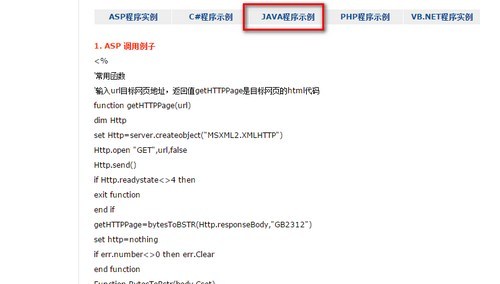 ASP程序实例 C#程序示例 JAVA程序示例 PHP程序示例 VB.NET程序实例
1. ASP 调用例子
<%
'常用函数
'输入url目标网页地址，返回值getHTTPPage是目标网页的html代码
function getHTTPPage(url)
dim Http
set Http=server.createobject("MSXML2.XMLHTTP")
Http.open "GET",url,false
Http.send()
if Http.readystate<>4 then
exit function
end if
getHTTPPage=bytesToBSTR(Http.responseBody,"GB2312")
set http=nothing
if err.number<>0 then err.Clear
end function
Function BytesToBstr(body,Cset)